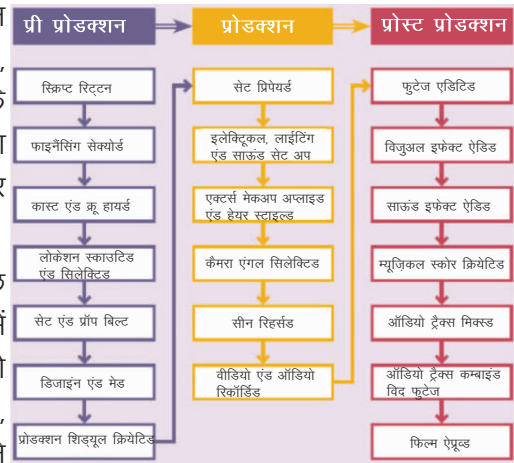 प्री प्रोडक्शन
स्क्रिप्ट रिट्टन
फाइनैंसिंग सेक्योर्ड
कास्ट एंड क्रू हायर्ड
लोकेशन स्काउटिड
एंड सिलेक्टिड
सेट एंड प्रॉप बिल्ट
डिजाइन एंड मेड
प्रोडक्शन शिड्यूल क्रियेटिड
प्रोडक्शन
सेट प्रिपेयर्ड
इलेक्ट्रिकल, लाईटिंग
एंड साऊंड सेट अप
एक्टर्स मेकअप अप्लाइड
एंड हेयर स्टाइल्ड
कैमरा एंगल सिलेक्टिड
सीन रिहर्सड
वीडियो एंड ऑडियो
रिकॉर्डिड
प्रोस्ट प्रोडक्शन
फुटेज एडिटिड
विजुअल इफेक्ट ऐडिड
साऊंड इफेक्ट ऐडिड
म्यूज़िकल स्कोर क्रियेटिड
ऑडियो ट्रैक्स मिक्स्ड
ऑडियो ट्रैक्स कम्बाइंड
विद फुटेज
फिल्म ऐप्रूव्ड